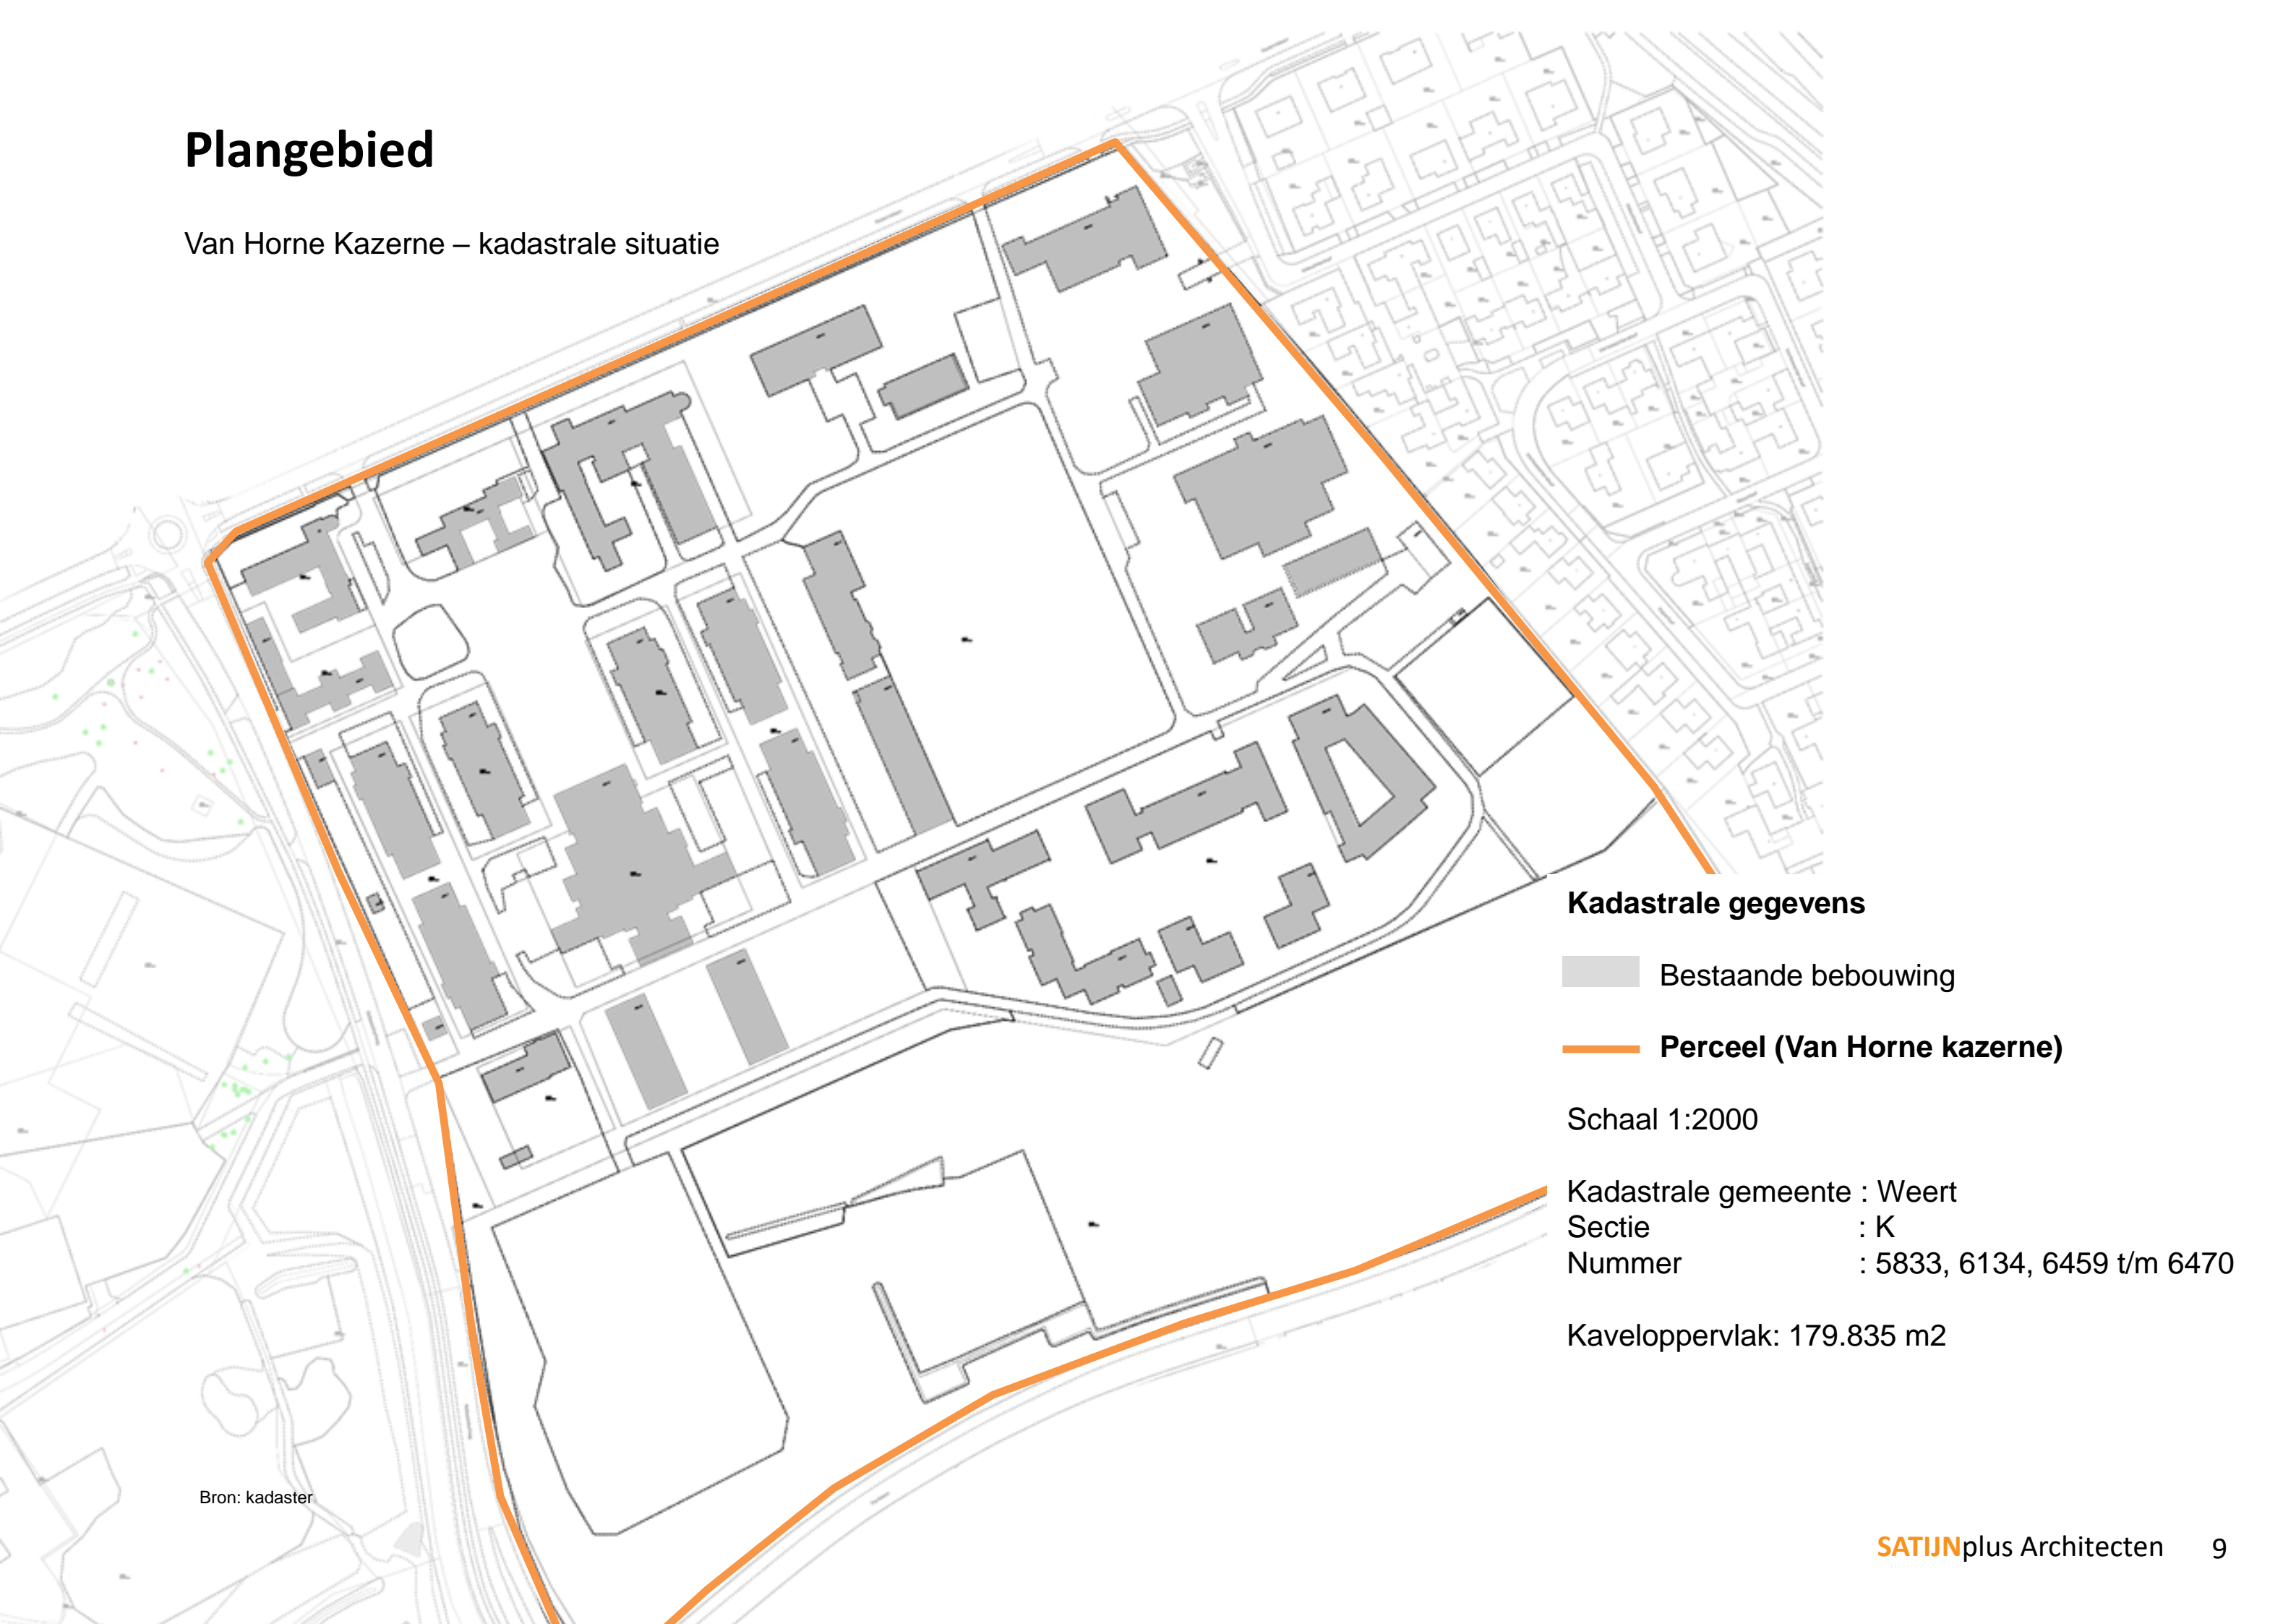 Plangebied
Van Horne Kazerne – kadastrale situatie
Kadastrale gegevens
Bestaande bebouwing
Perceel (Van Horne kazerne)
Schaal 1:2000
Kadastrale gemeente : Weert
Sectie : K
Nummer : 5833, 6134, 6459 t/m 6470
Kaveloppervlak: 179.835 m2
Bron: kadaster
SATIJNplus Architecten 9